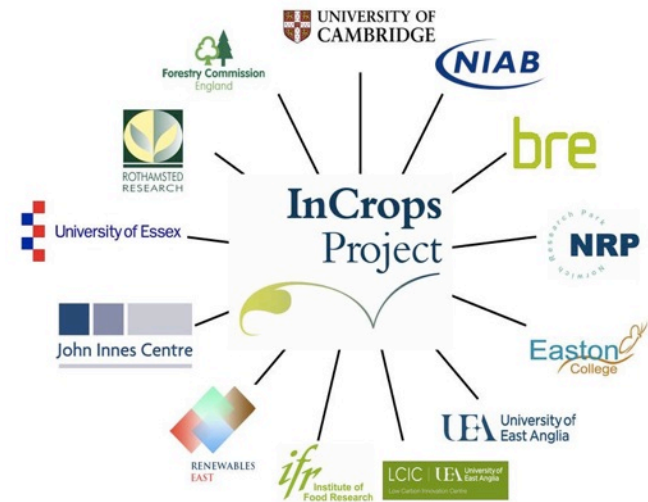 UNIVERSITY OF
CAMBRIDGE
NIAB
bre
Norwich Research Park
NRP
Easton
College
UEA University of
East Anglia
LCIC UEA University of
East Anglia
Low Carbon Innovation Centre
ifr Institute of
Food Research
RENEWABLES
EAST
John Innes Centre
University of Essex
ROTHAMSTED
RESEARCH
Forestry Commission
England
InCrops
Project